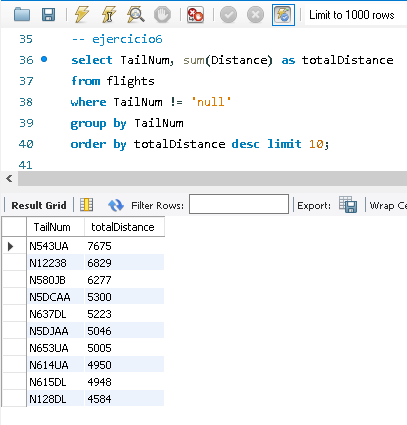 Limit to 1000 rows
35 -- ejercicio6
36 select TailNum, sum(Distance) as totalDistance
37 from flights
38 where TailNum != 'null'
39 group by TailNum
40 order by totalDistance desc limit 10;
41
Result Grid Filter Rows: Export: Wrap Ce
TailNum totalDistance
N543UA 7675
N12238 6829
N580JB 6277
N5DCAA 5300
N637DL 5223
N5DJAA 5046
N653UA 5005
N614UA 4950
N615DL 4948
N128DL 4584